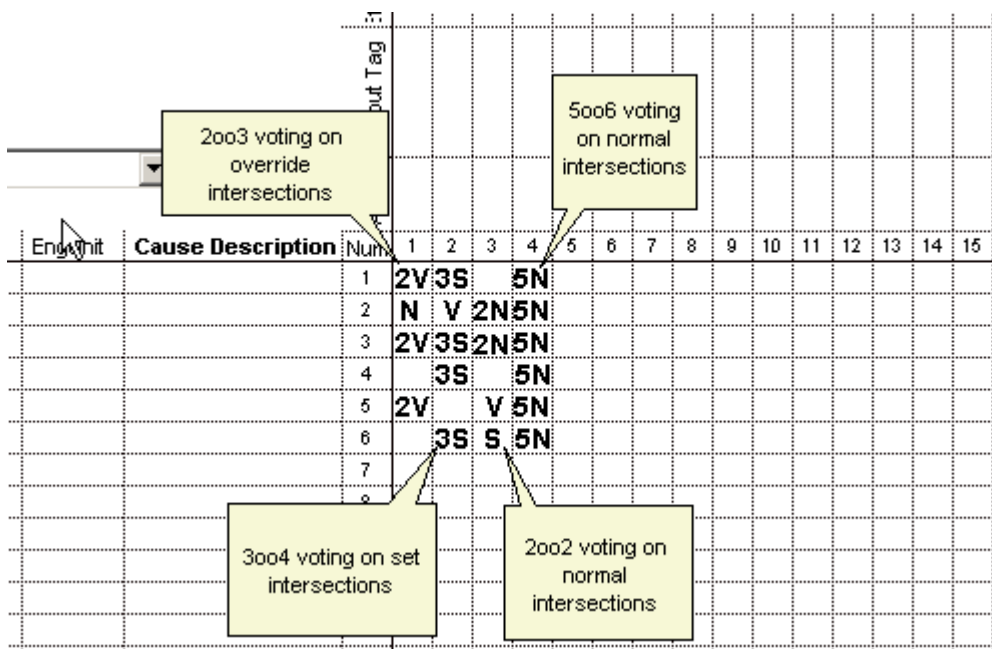 out Tag
2oo3 voting on
override
intersections
5oo6 voting
on normal
intersections
Cause Description Num 1 2 3 4 5 6 7 8 9 10 11 12 13 14 15
1 2V 3S 5N
2 N V 2N 5N
3 2V 3S 2N 5N
4 3S 5N
5 2V V 5N
6 3S S 5N
7
3oo4 voting on set
intersections
2oo2 voting on
normal
intersections